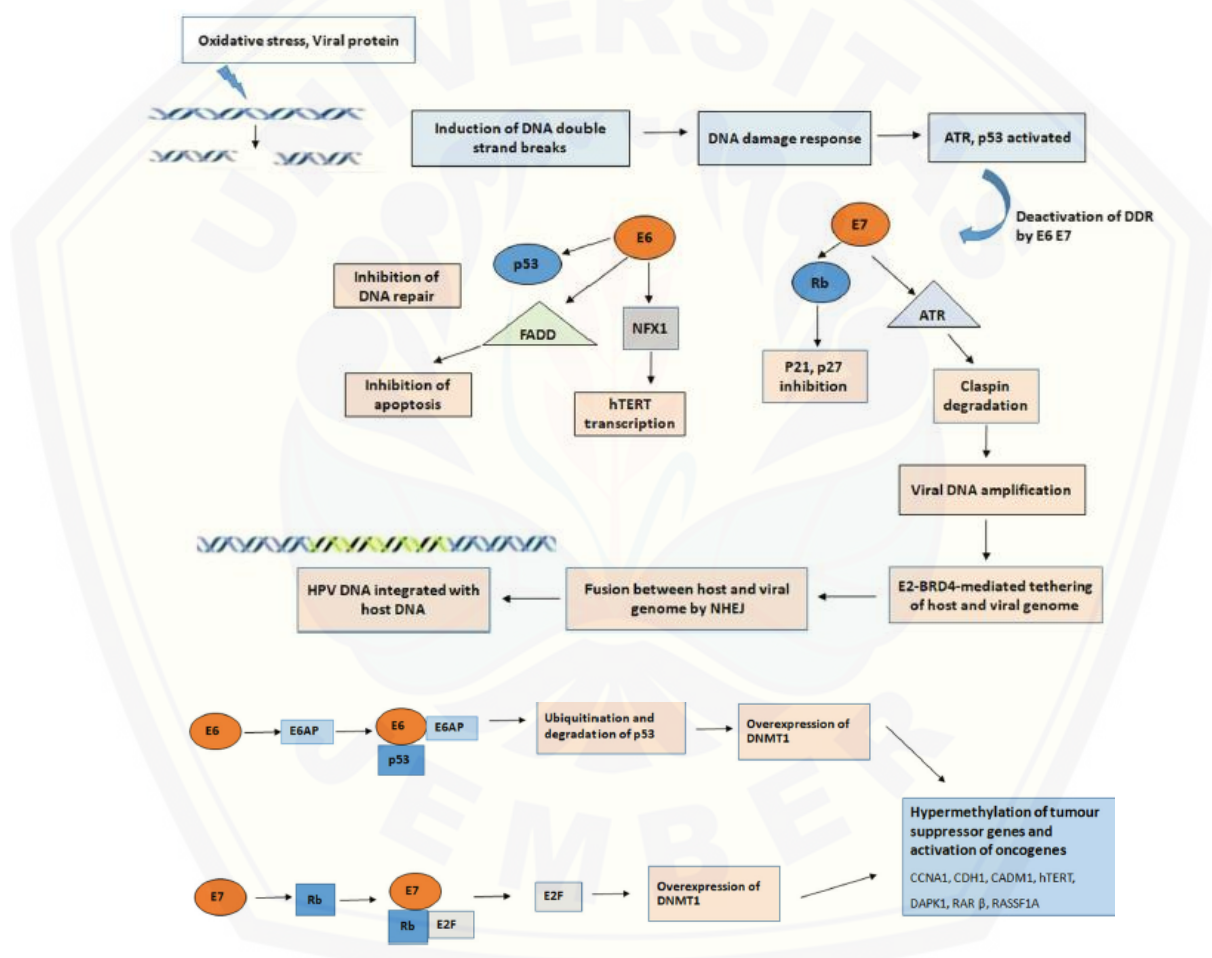 Oxidative stress, Viral protein
Induction of DNA double
strand breaks
DNA damage response
ATR, p53 activated
Deactivation of DDR
by E6 E7
E6
p53
Inhibition of
DNA repair
FADD
NFX1
Inhibition of
apoptosis
hTERT
transcription
E7
Rb
ATR
P21, p27
inhibition
Claspin
degradation
Viral DNA amplification
E2-BRD4-mediated tethering
of host and viral genome
Fusion between host and viral
genome by NHEJ
HPV DNA integrated with
host DNA
E6
E6AP
E6
E6AP
p53
Ubiquitination and
degradation of p53
Overexpression of
DNMT1
E7
Rb
E7
Rb
E2F
E2F
Overexpression of
DNMT1
Hypermethylation of tumour
suppressor genes and
activation of oncogenes
CCNA1, CDH1, CADM1, hTERT,
DAPK1, RAR β, RASSF1A
UNIVERSITAS
JEMBER